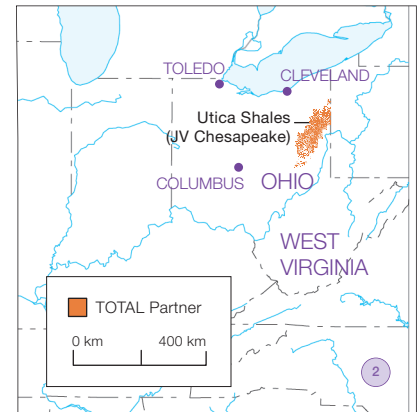 TOLEDO
CLEVELAND
Utica Shales
(JV Chesapeake)
COLUMBUS
OHIO
WEST
VIRGINIA
TOTAL Partner
0 km
400 km
2